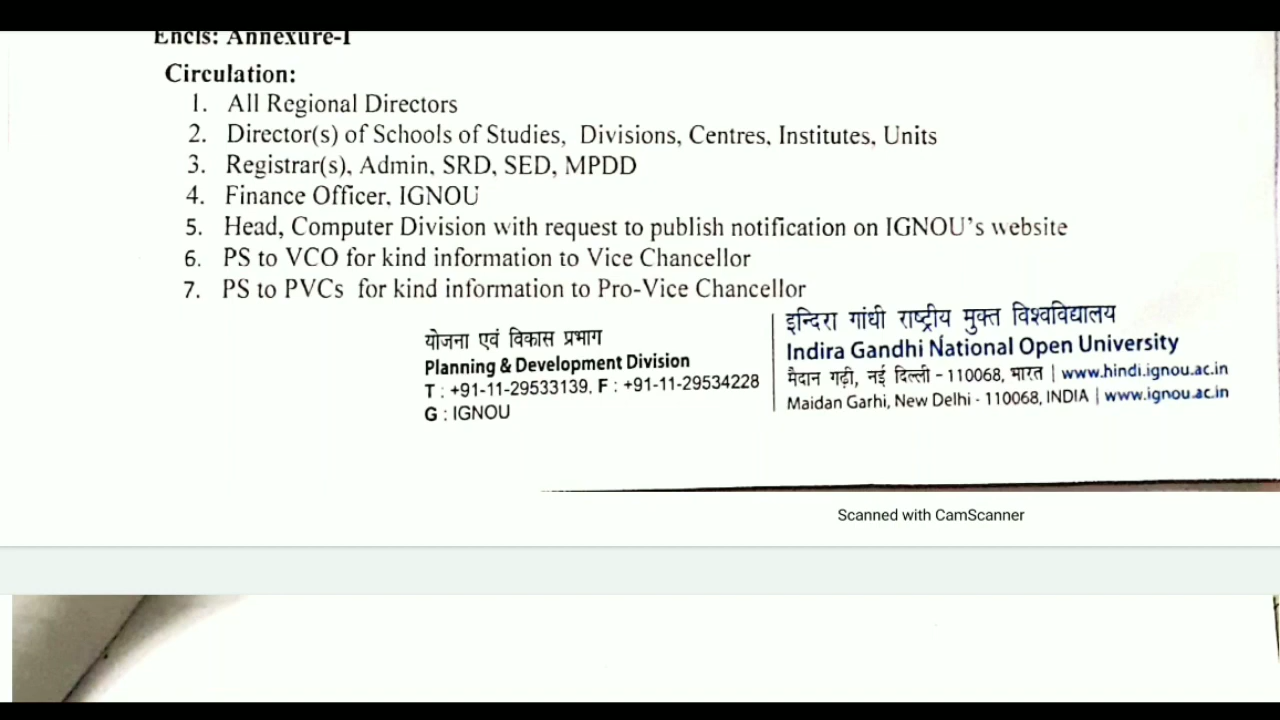 Encls: Annexure-I
Circulation:
1. All Regional Directors
2. Director(s) of Schools of Studies, Divisions, Centres, Institutes, Units
3. Registrar(s), Admin, SRD, SED, MPDD
4. Finance Officer, IGNOU
5. Head, Computer Division with request to publish notification on IGNOU's website
6. PS to VCO for kind information to Vice Chancellor
7. PS to PVCs for kind information to Pro-Vice Chancellor
योजना एवं विकास प्रभाग
Planning & Development Division
T : +91-11-29533139, F : +91-11-29534228
G : IGNOU
इन्दिरा गांधी राष्ट्रीय मुक्त विश्वविद्यालय
Indira Gandhi National Open University
मैदान गढ़ी, नई दिल्ली - 110068, भारत | www.hindi.ignou.ac.in
Maidan Garhi, New Delhi - 110068, INDIA | www.ignou.ac.in
Scanned with CamScanner